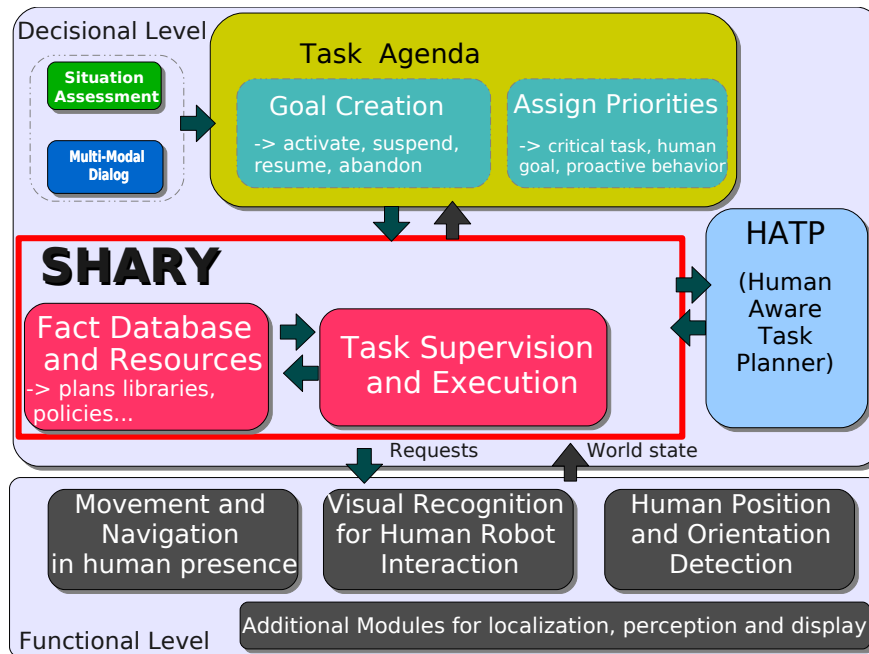 Decisional Level
Situation
Assessment
Multi-Modal
Dialog
Task Agenda
Goal Creation
-> activate, suspend,
resume, abandon
Assign Priorities
-> critical task, human
goal, proactive behavior
SHARY
Fact Database
and Resources
-> plans libraries,
policies...
Task Supervision
and Execution
HATP
(Human
Aware
Task
Planner)
Requests
World state
Movement and
Navigation
in human presence
Visual Recognition
for Human Robot
Interaction
Human Position
and Orientation
Detection
Additional Modules for localization, perception and display
Functional Level